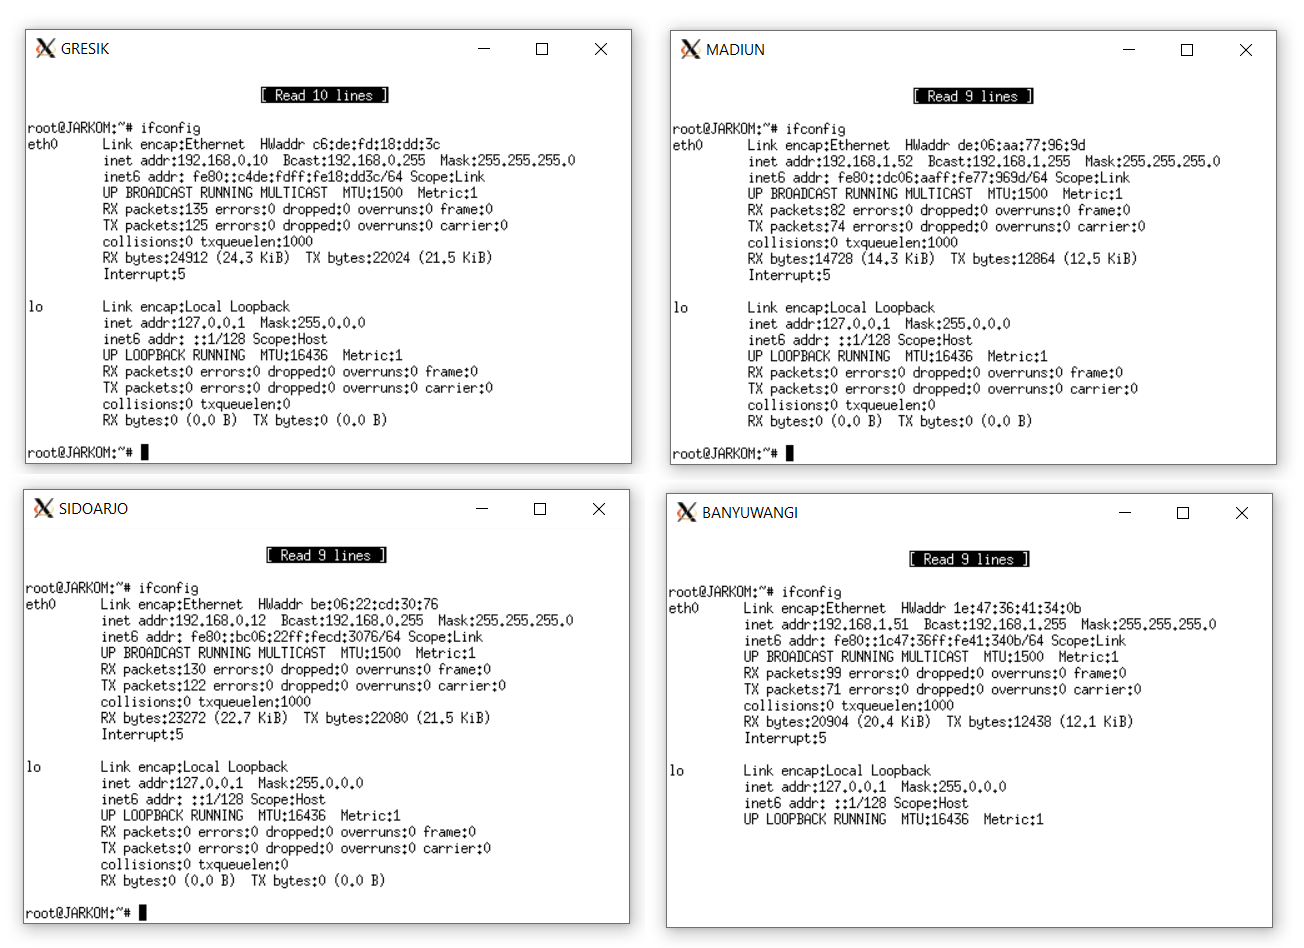 GRESIK
[ Read 10 lines ]
root@JARKOM:~# ifconfig
eth0 Link encap:Ethernet HWaddr c6:de:fd:18:dd:3c
inet addr:192.168.0.10 Bcast:192.168.0.255 Mask:255.255.255.0
inet6 addr: fe80::c4de:fdff:fe18:dd3c/64 Scope:Link
UP BROADCAST RUNNING MULTICAST MTU:1500 Metric:1
RX packets:135 errors:0 dropped:0 overruns:0 frame:0
TX packets:125 errors:0 dropped:0 overruns:0 carrier:0
collisions:0 txqueuelen:1000
RX bytes:24912 (24.3 KiB) TX bytes:22024 (21.5 KiB)
Interrupt:5
lo Link encap:Local Loopback
inet addr:127.0.0.1 Mask:255.0.0.0
inet6 addr: ::1/128 Scope:Host
UP LOOPBACK RUNNING MTU:16436 Metric:1
RX packets:0 errors:0 dropped:0 overruns:0 frame:0
TX packets:0 errors:0 dropped:0 overruns:0 carrier:0
collisions:0 txqueuelen:0
RX bytes:0 (0.0 B) TX bytes:0 (0.0 B)
root@JARKOM:~#
MADIUN
[ Read 9 lines ]
root@JARKOM:~# ifconfig
eth0 Link encap:Ethernet HWaddr de:06:aa:77:96:9d
inet addr:192.168.1.52 Bcast:192.168.1.255 Mask:255.255.255.0
inet6 addr: fe80::dc06:aaff:fe77:969d/64 Scope:Link
UP BROADCAST RUNNING MULTICAST MTU:1500 Metric:1
RX packets:82 errors:0 dropped:0 overruns:0 frame:0
TX packets:74 errors:0 dropped:0 overruns:0 carrier:0
collisions:0 txqueuelen:1000
RX bytes:14728 (14.3 KiB) TX bytes:12864 (12.5 KiB)
Interrupt:5
lo Link encap:Local Loopback
inet addr:127.0.0.1 Mask:255.0.0.0
inet6 addr: ::1/128 Scope:Host
UP LOOPBACK RUNNING MTU:16436 Metric:1
RX packets:0 errors:0 dropped:0 overruns:0 frame:0
TX packets:0 errors:0 dropped:0 overruns:0 carrier:0
collisions:0 txqueuelen:0
RX bytes:0 (0.0 B) TX bytes:0 (0.0 B)
root@JARKOM:~#
SIDOARJO
[ Read 9 lines ]
root@JARKOM:~# ifconfig
eth0 Link encap:Ethernet HWaddr be:06:22:cd:30:76
inet addr:192.168.0.12 Bcast:192.168.0.255 Mask:255.255.255.0
inet6 addr: fe80::bc06:22ff:fecd:3076/64 Scope:Link
UP BROADCAST RUNNING MULTICAST MTU:1500 Metric:1
RX packets:130 errors:0 dropped:0 overruns:0 frame:0
TX packets:122 errors:0 dropped:0 overruns:0 carrier:0
collisions:0 txqueuelen:1000
RX bytes:23272 (22.7 KiB) TX bytes:22080 (21.5 KiB)
Interrupt:5
lo Link encap:Local Loopback
inet addr:127.0.0.1 Mask:255.0.0.0
inet6 addr: ::1/128 Scope:Host
UP LOOPBACK RUNNING MTU:16436 Metric:1
RX packets:0 errors:0 dropped:0 overruns:0 frame:0
TX packets:0 errors:0 dropped:0 overruns:0 carrier:0
collisions:0 txqueuelen:0
RX bytes:0 (0.0 B) TX bytes:0 (0.0 B)
root@JARKOM:~#
BANYUWANGI
[ Read 9 lines ]
root@JARKOM:~# ifconfig
eth0 Link encap:Ethernet HWaddr 1e:47:36:41:34:0b
inet addr:192.168.1.51 Bcast:192.168.1.255 Mask:255.255.255.0
inet6 addr: fe80::1c47:36ff:fe41:340b/64 Scope:Link
UP BROADCAST RUNNING MULTICAST MTU:1500 Metric:1
RX packets:99 errors:0 dropped:0 overruns:0 frame:0
TX packets:71 errors:0 dropped:0 overruns:0 carrier:0
collisions:0 txqueuelen:1000
RX bytes:20904 (20.4 KiB) TX bytes:12438 (12.1 KiB)
Interrupt:5
lo Link encap:Local Loopback
inet addr:127.0.0.1 Mask:255.0.0.0
inet6 addr: ::1/128 Scope:Host
UP LOOPBACK RUNNING MTU:16436 Metric:1